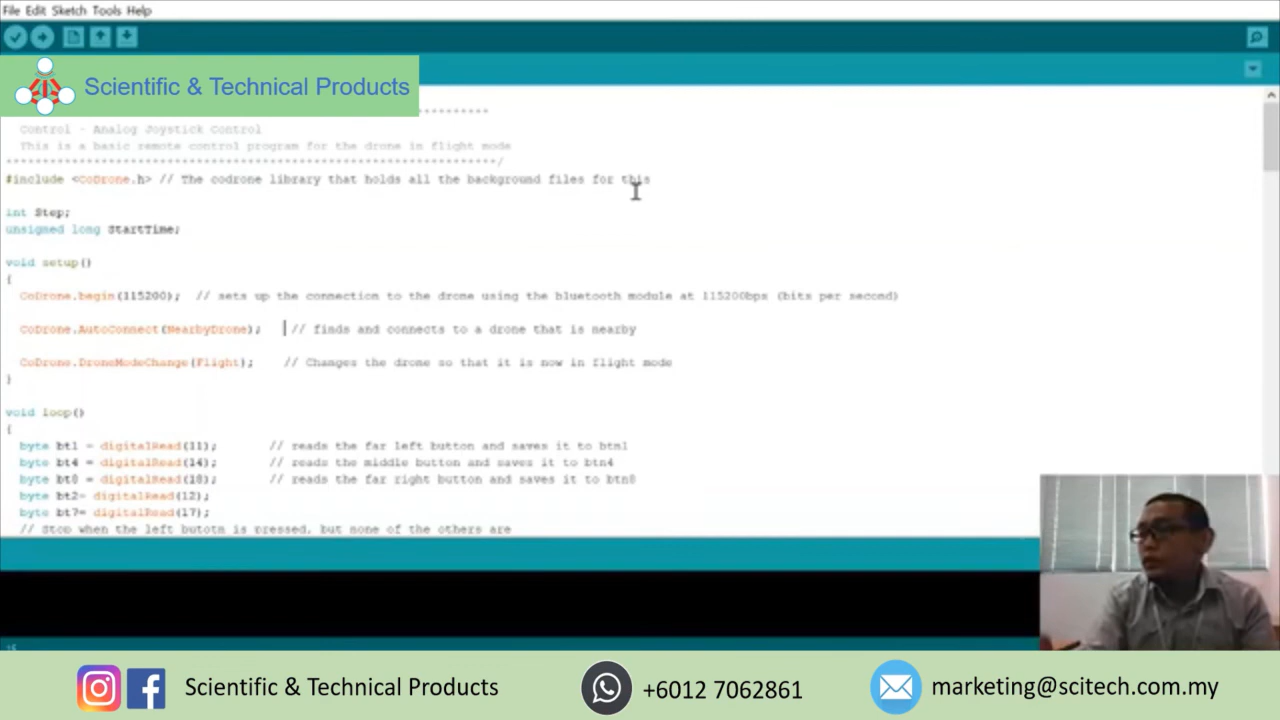 File Edit Sketch Tools Help
Scientific & Technical Products
Control - Analog Joystick Control
This is a basic remote control program for the drone in flight mode
*******************************************************************/
#include <CoDrone.h> // The codrone library that holds all the background files for this
int Step;
unsigned long StartTime;
void setup()
{
CoDrone.begin(115200); // sets up the connection to the drone using the bluetooth module at 115200bps (bits per second)
CoDrone.AutoConnect(NearbyDrone); // finds and connects to a drone that is nearby
CoDrone.DroneModeChange(Flight); // Changes the drone so that it is now in flight mode
}
void loop()
{
byte bt1 = digitalRead(11); // reads the far left button and saves it to btn1
byte bt4 = digitalRead(14); // reads the middle button and saves it to btn4
byte bt8 = digitalRead(18); // reads the far right button and saves it to btn8
byte bt2= digitalRead(12);
byte bt7= digitalRead(17);
// Stop when the left butotn is pressed, but none of the others are
Scientific & Technical Products
+6012 7062861
marketing@scitech.com.my